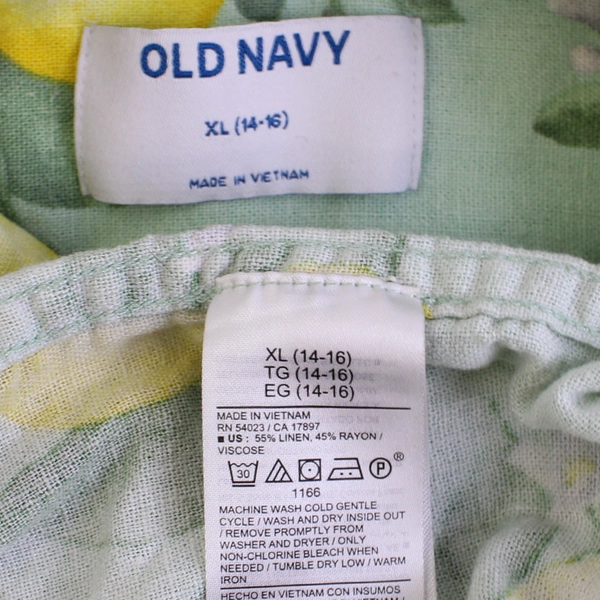 OLD NAVY
XL (14-16)
MADE IN VIETNAM
XL (14-16)
TG (14-16)
EG (14-16)
MADE IN VIETNAM
RN 54023 / CA 17897
■ US : 55% LINEN, 45% RAYON /
VISCOSE
30 P ®
1166
MACHINE WASH COLD GENTLE
CYCLE / WASH AND DRY INSIDE OUT
/ REMOVE PROMPTLY FROM
WASHER AND DRYER / ONLY
NON-CHLORINE BLEACH WHEN
NEEDED / TUMBLE DRY LOW / WARM
IRON
HECHO EN VIETNAM CON INSUMOS